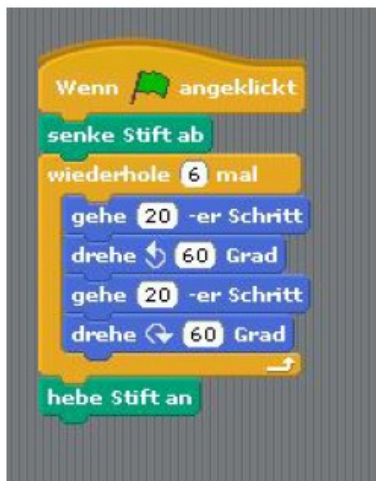 Wenn angeklickt
senke Stift ab
wiederhole 6 mal
gehe 20 -er Schritt
drehe 60 Grad
gehe 20 -er Schritt
drehe 60 Grad
hebe Stift an